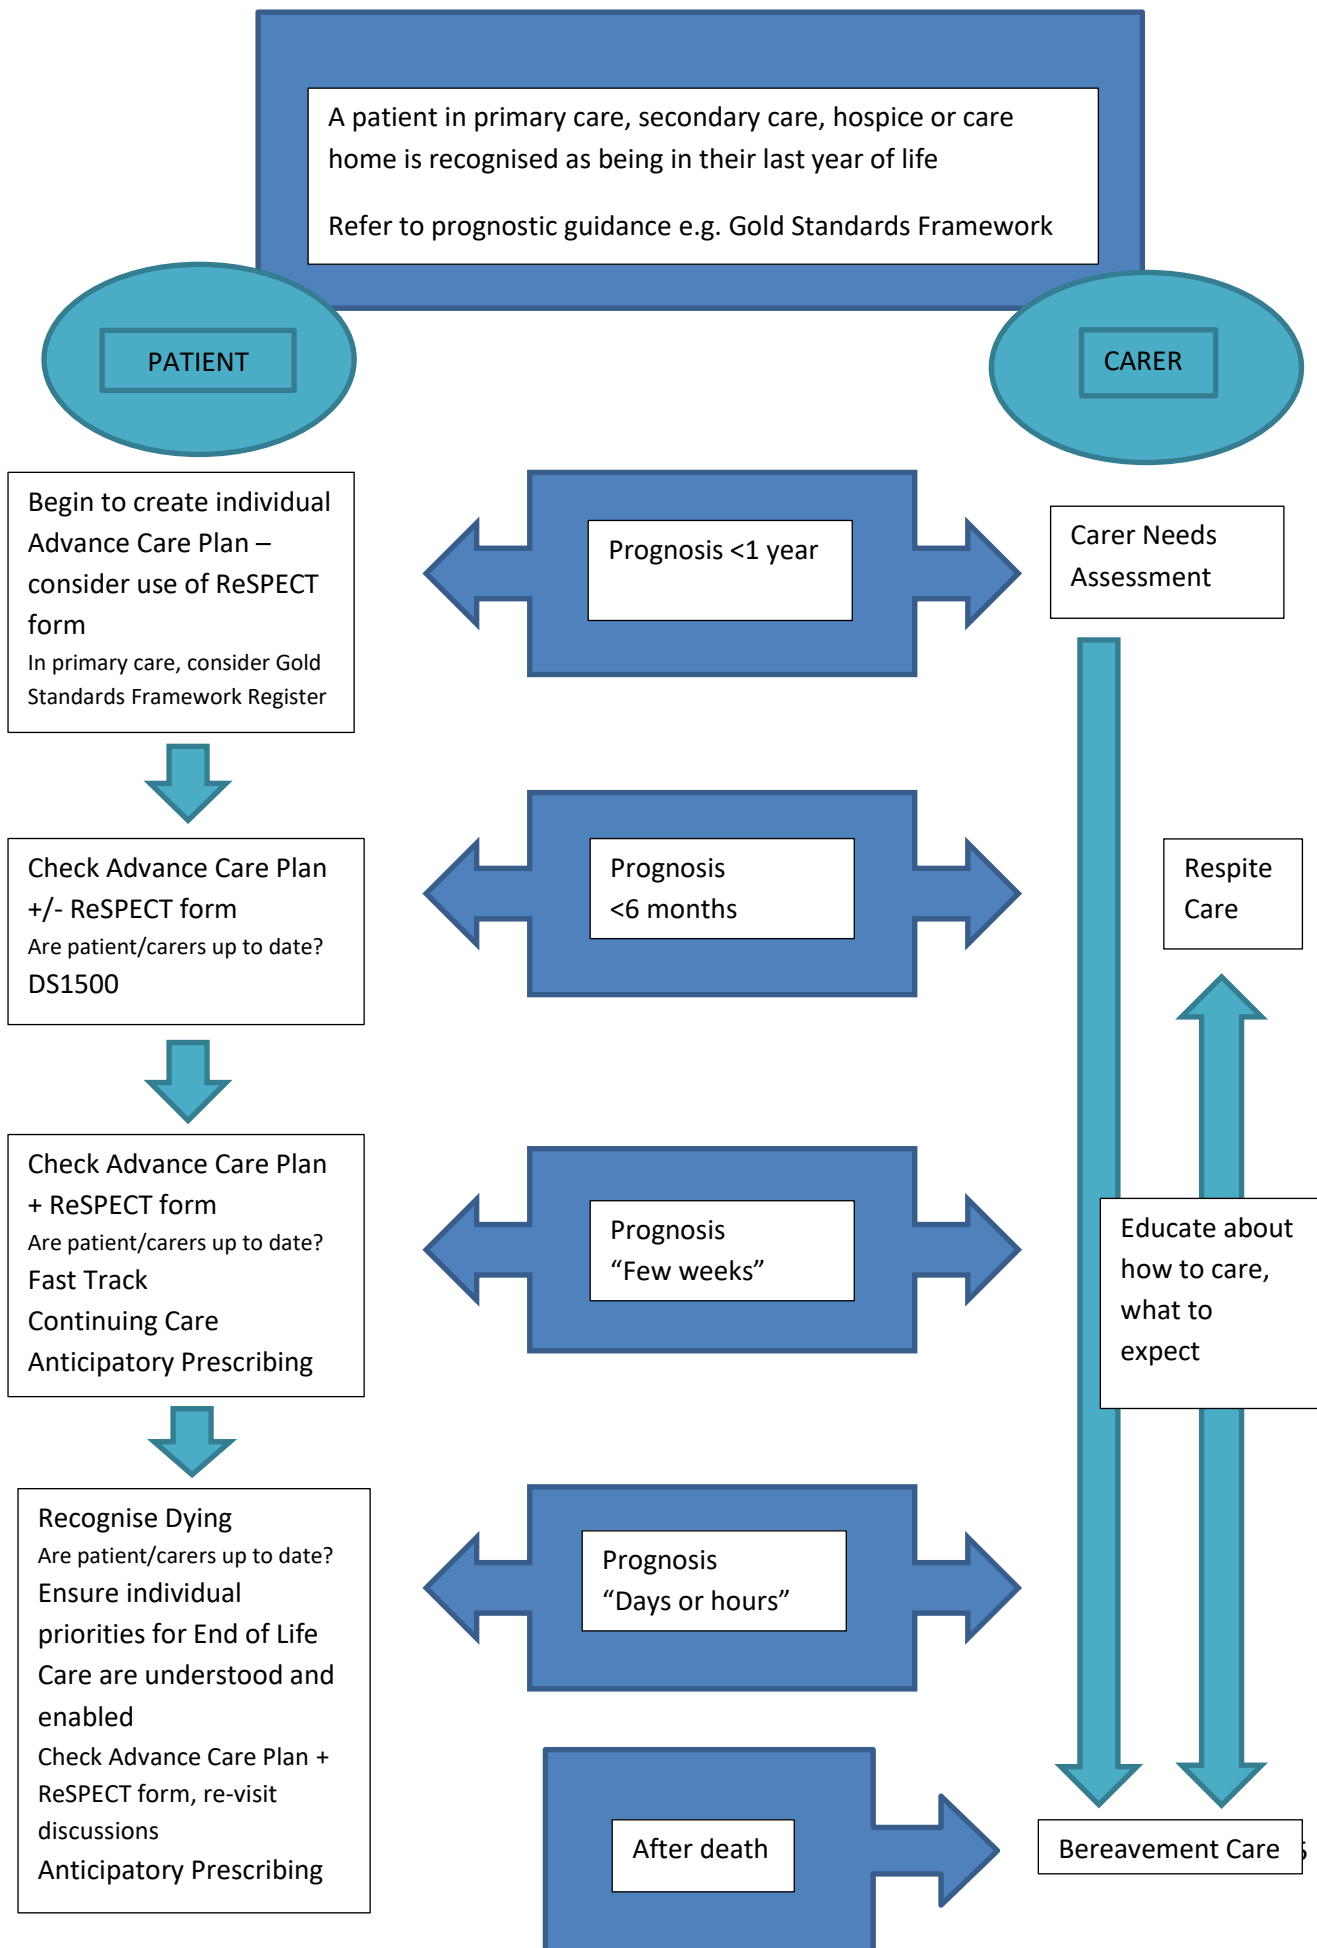 A patient in primary care, secondary care, hospice or care
home is recognised as being in their last year of life
Refer to prognostic guidance e.g. Gold Standards Framework
PATIENT
CARER
Begin to create individual
Advance Care Plan –
consider use of ReSPECT
form
In primary care, consider Gold
Standards Framework Register
Prognosis <1 year
Carer Needs
Assessment
Check Advance Care Plan
+/- ReSPECT form
Are patient/carers up to date?
DS1500
Prognosis
<6 months
Respite
Care
Check Advance Care Plan
+ ReSPECT form
Are patient/carers up to date?
Fast Track
Continuing Care
Anticipatory Prescribing
Prognosis
“Few weeks”
Educate about
how to care,
what to
expect
Recognise Dying
Are patient/carers up to date?
Ensure individual
priorities for End of Life
Care are understood and
enabled
Check Advance Care Plan +
ReSPECT form, re-visit
discussions
Anticipatory Prescribing
Prognosis
“Days or hours”
After death
Bereavement Care